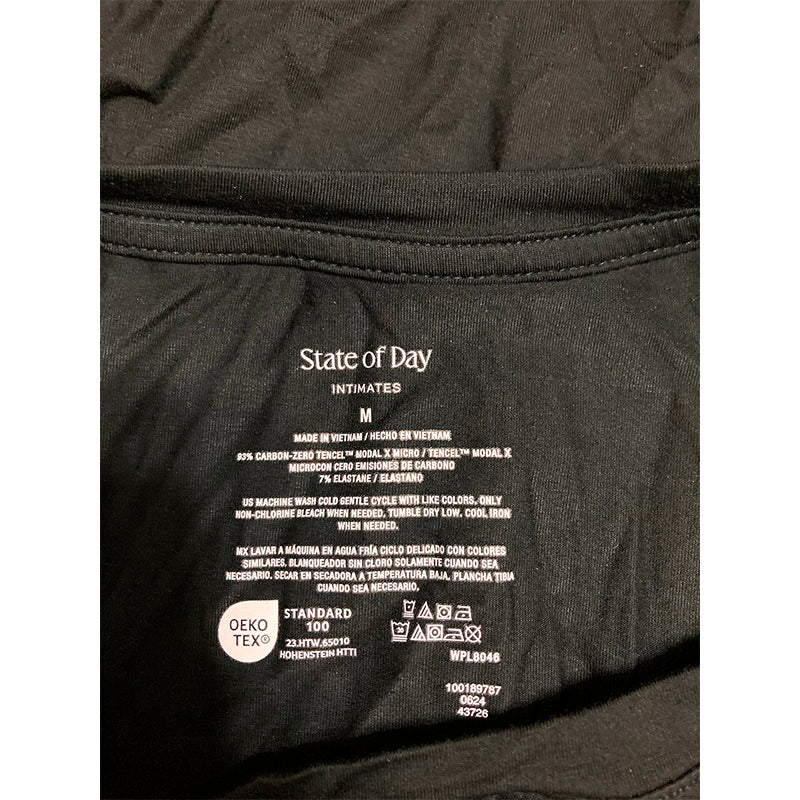 State of Day
INTIMATES
M
MADE IN VIETNAM / HECHO EN VIETNAM
93% CARBON-ZERO TENCEL™ MODAL X MICRO / TENCEL™ MODAL X
MICROCON CERO EMISIONES DE CARBONO
7% ELASTANE / ELASTANO
US MACHINE WASH COLD GENTLE CYCLE WITH LIKE COLORS. ONLY
NON-CHLORINE BLEACH WHEN NEEDED. TUMBLE DRY LOW. COOL IRON
WHEN NEEDED.
MX LAVAR A MÁQUINA EN AGUA FRÍA CICLO DELICADO CON COLORES
SIMILARES. BLANQUEADOR SIN CLORO SOLAMENTE CUANDO SEA
NECESARIO. SECAR EN SECADORA A TEMPERATURA BAJA. PLANCHA TIBIA
CUANDO SEA NECESARIO.
OEKO
TEX®
STANDARD
100
23.HTW.65010
HOHENSTEIN HTTI
WPL8046
100189787
0624
43726